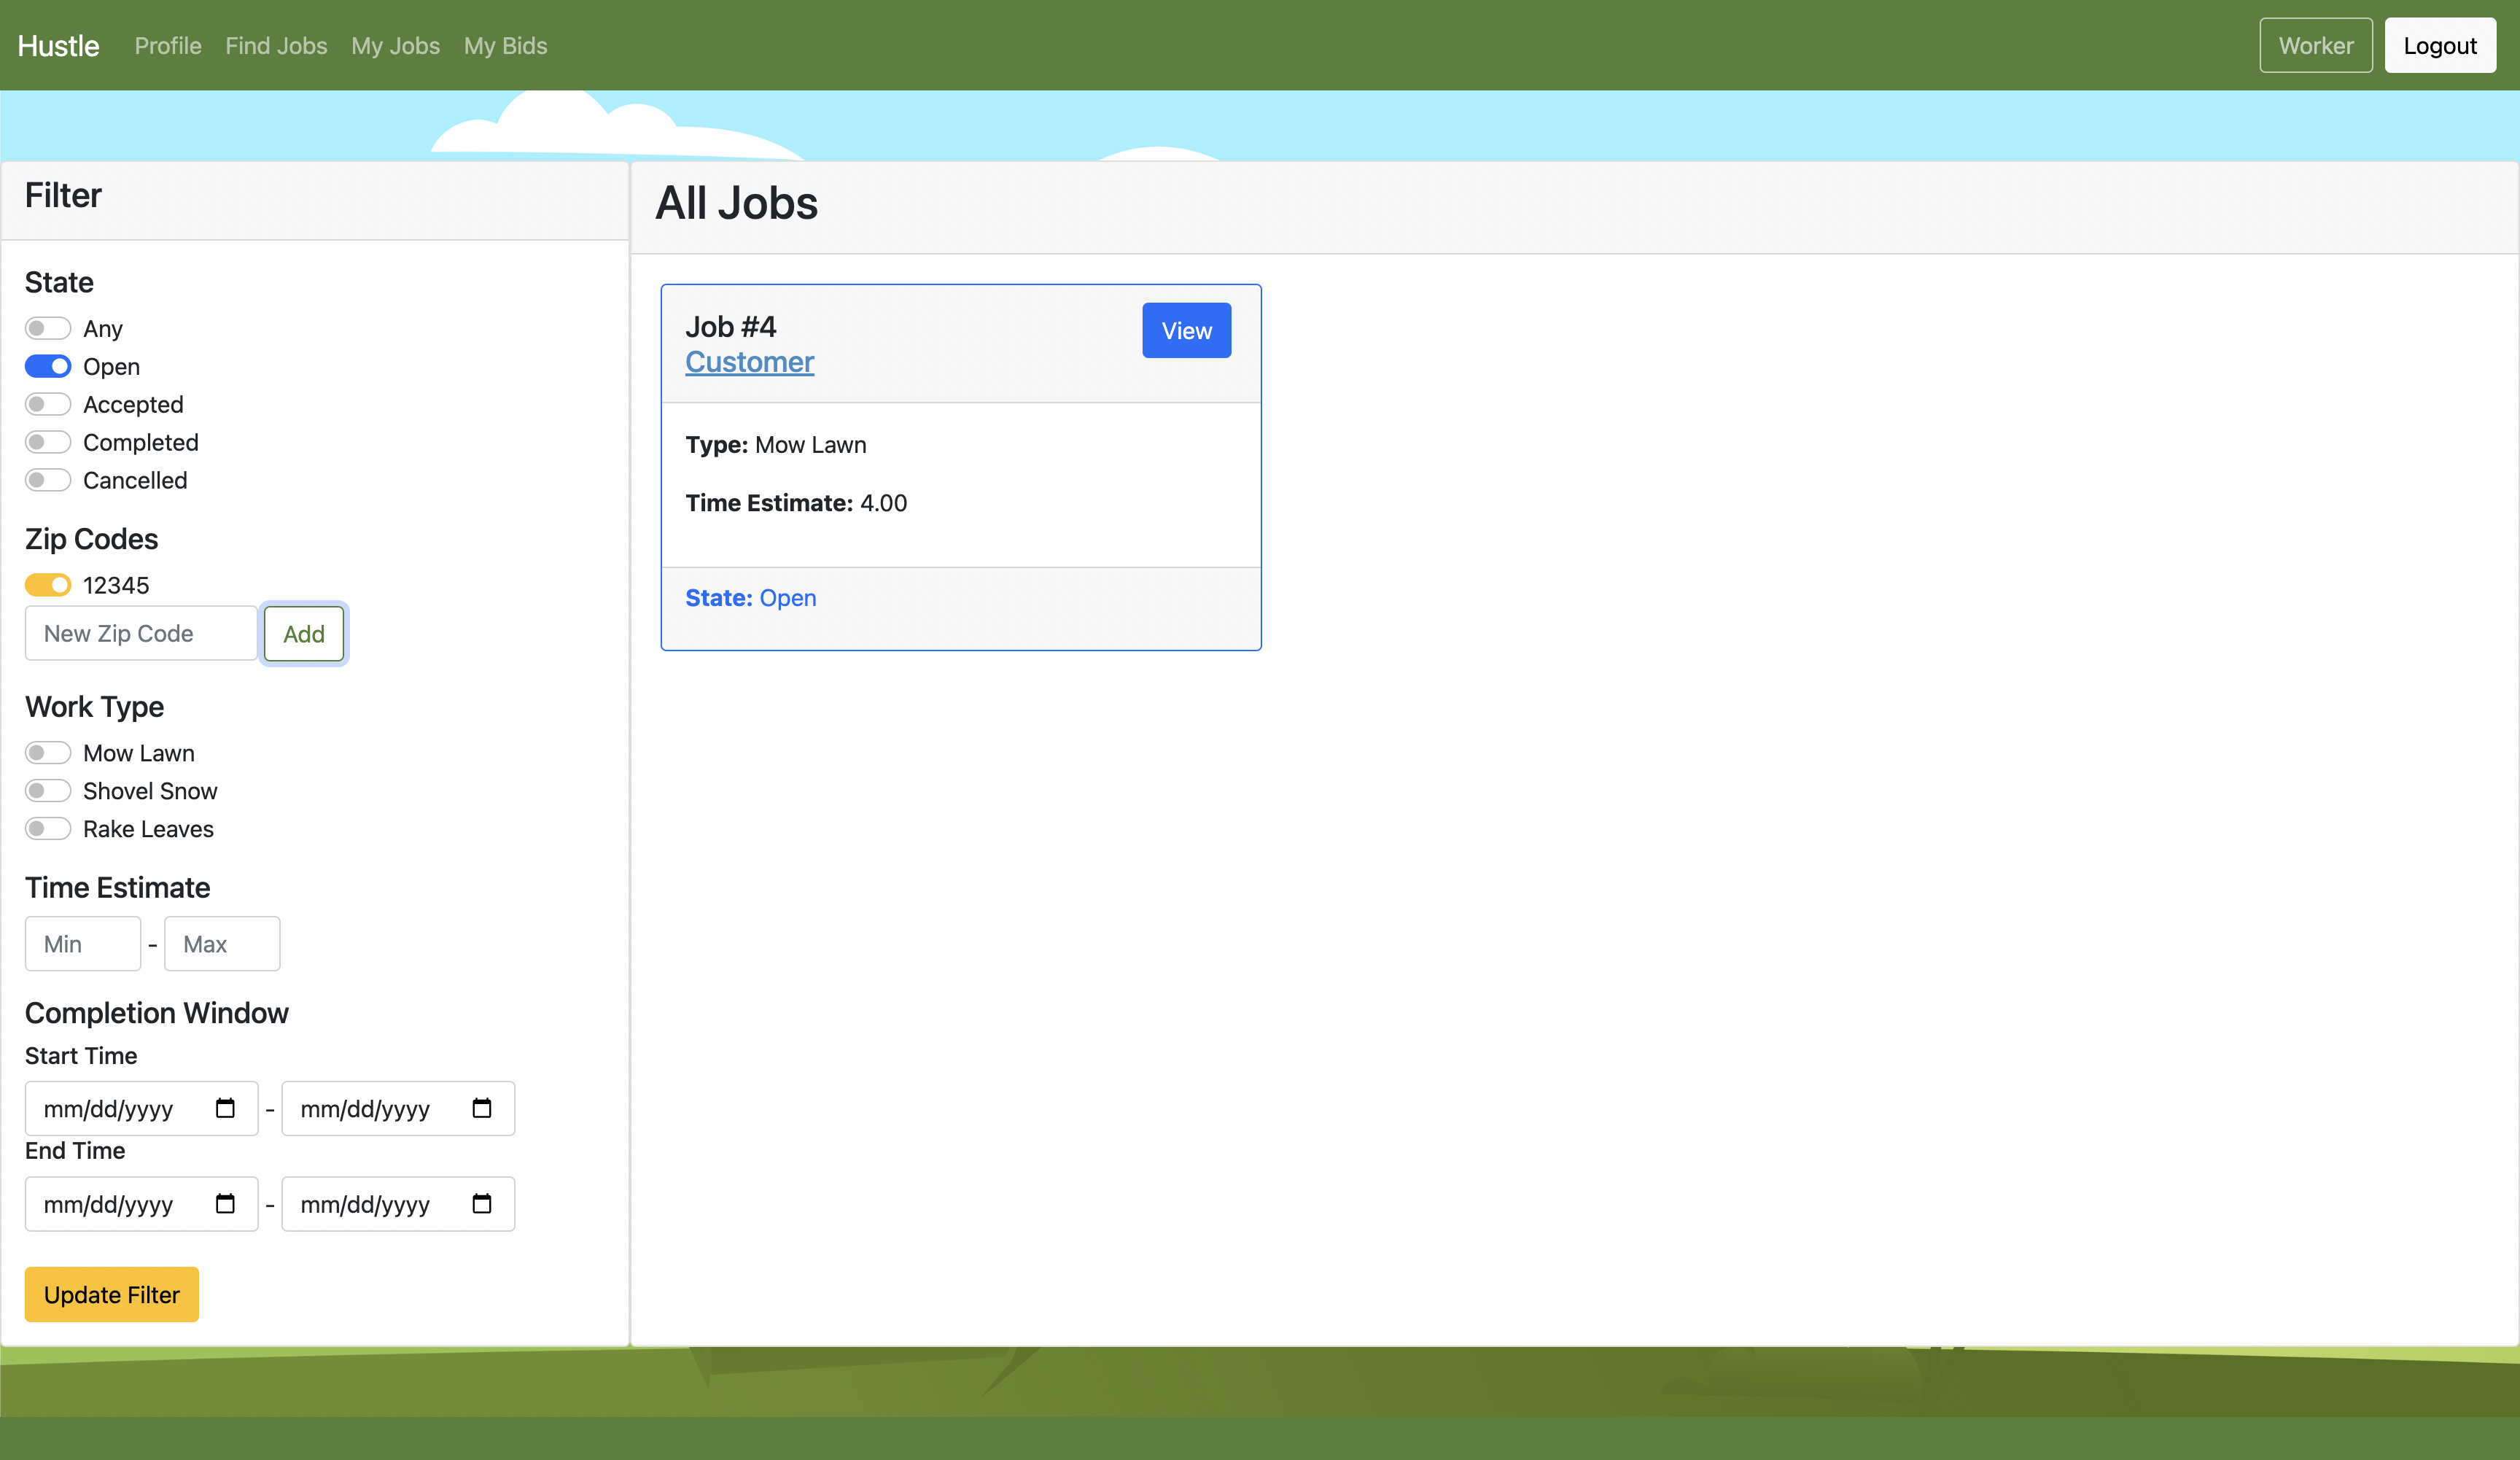 Hustle Profile Find Jobs My Jobs My Bids Worker Logout
Filter
State
Any
Open
Accepted
Completed
Cancelled
Zip Codes
12345
New Zip Code Add
Work Type
Mow Lawn
Shovel Snow
Rake Leaves
Time Estimate
Min - Max
Completion Window
Start Time
mm/dd/yyyy - mm/dd/yyyy
End Time
mm/dd/yyyy - mm/dd/yyyy
Update Filter
All Jobs
Job #4
Customer
View
Type: Mow Lawn
Time Estimate: 4.00
State: Open